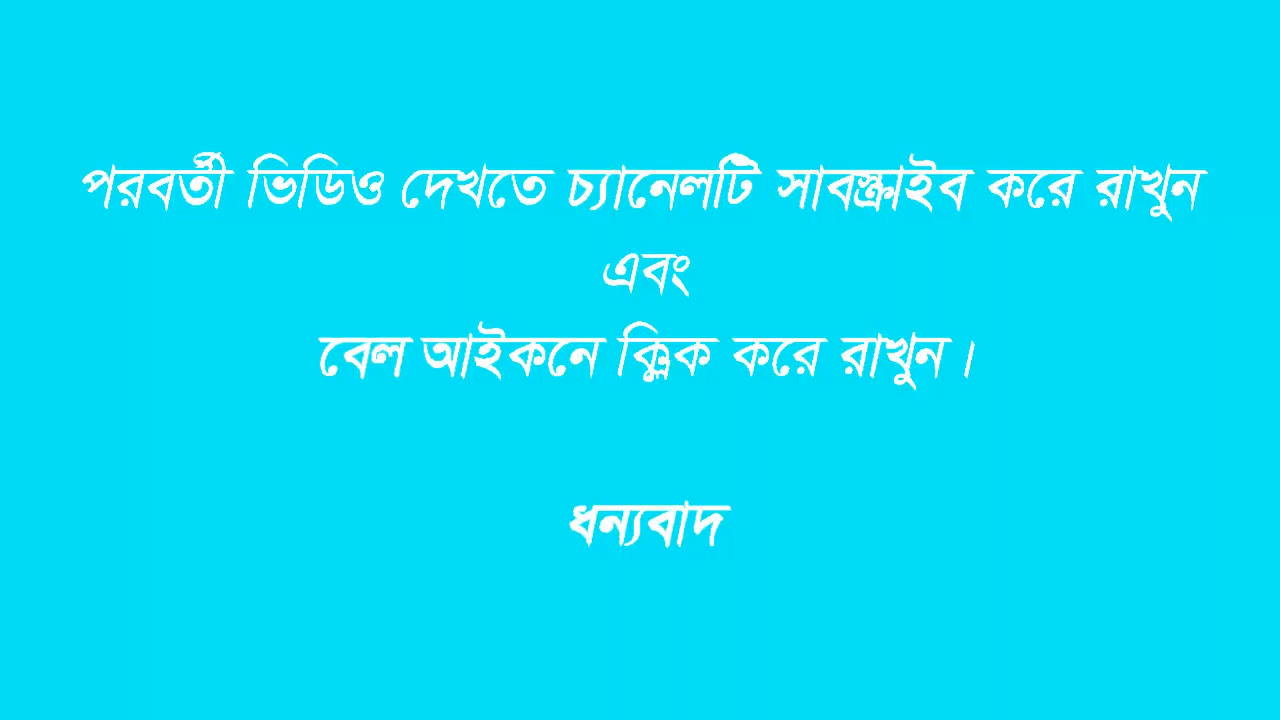 পরবর্তী ভিডিও দেখতে চ্যানেলটি সাবস্ক্রাইব করে রাখুন
এবং
বেল আইকনে ক্লিক করে রাখুন।
ধন্যবাদ